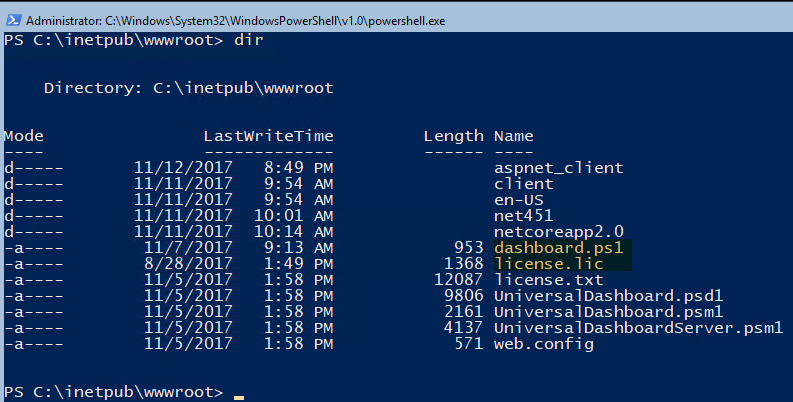 Administrator: C:\Windows\System32\WindowsPowerShell\v1.0\powershell.exe
PS C:\inetpub\wwwroot> dir
Directory: C:\inetpub\wwwroot
Mode LastWriteTime Length Name
---- ------------- ------ ----
d----- 11/12/2017 8:49 PM aspnet_client
d----- 11/11/2017 9:54 AM client
d----- 11/11/2017 9:54 AM en-US
d----- 11/11/2017 10:01 AM net451
d----- 11/11/2017 10:14 AM netcoreapp2.0
-a---- 11/7/2017 9:13 AM 953 dashboard.ps1
-a---- 8/28/2017 1:49 PM 1368 license.lic
-a---- 11/5/2017 1:58 PM 12087 license.txt
-a---- 11/5/2017 1:58 PM 9806 UniversalDashboard.psd1
-a---- 11/5/2017 1:58 PM 2161 UniversalDashboard.psm1
-a---- 11/5/2017 1:58 PM 4137 UniversalDashboardServer.psm1
-a---- 11/5/2017 1:58 PM 571 web.config
PS C:\inetpub\wwwroot> _